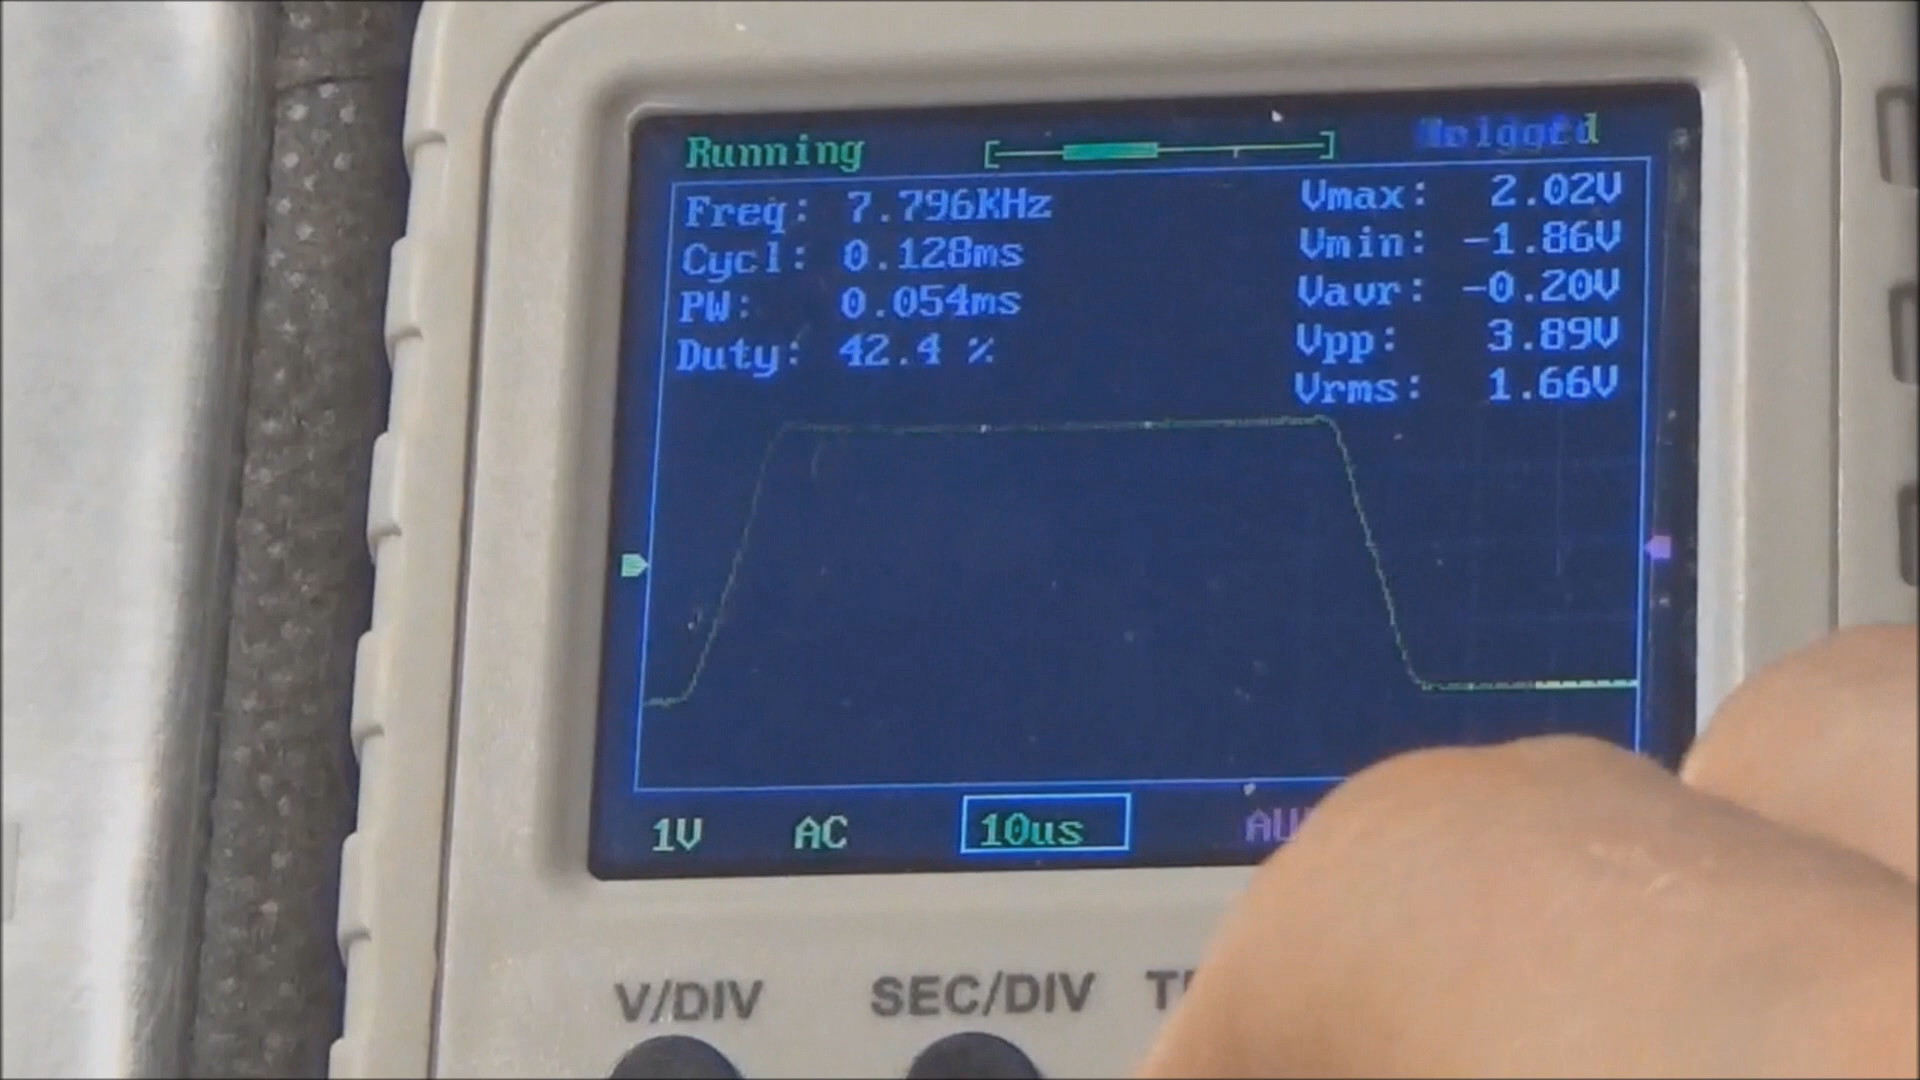 Running
Freq: 7.796KHz
Cycl: 0.128ms
PW: 0.054ms
Duty: 42.4 %
Vmax: 2.02V
Vmin: -1.86V
Vavr: -0.20V
Vpp: 3.89V
Vrms: 1.66V
1V AC 10us
V/DIV SEC/DIV